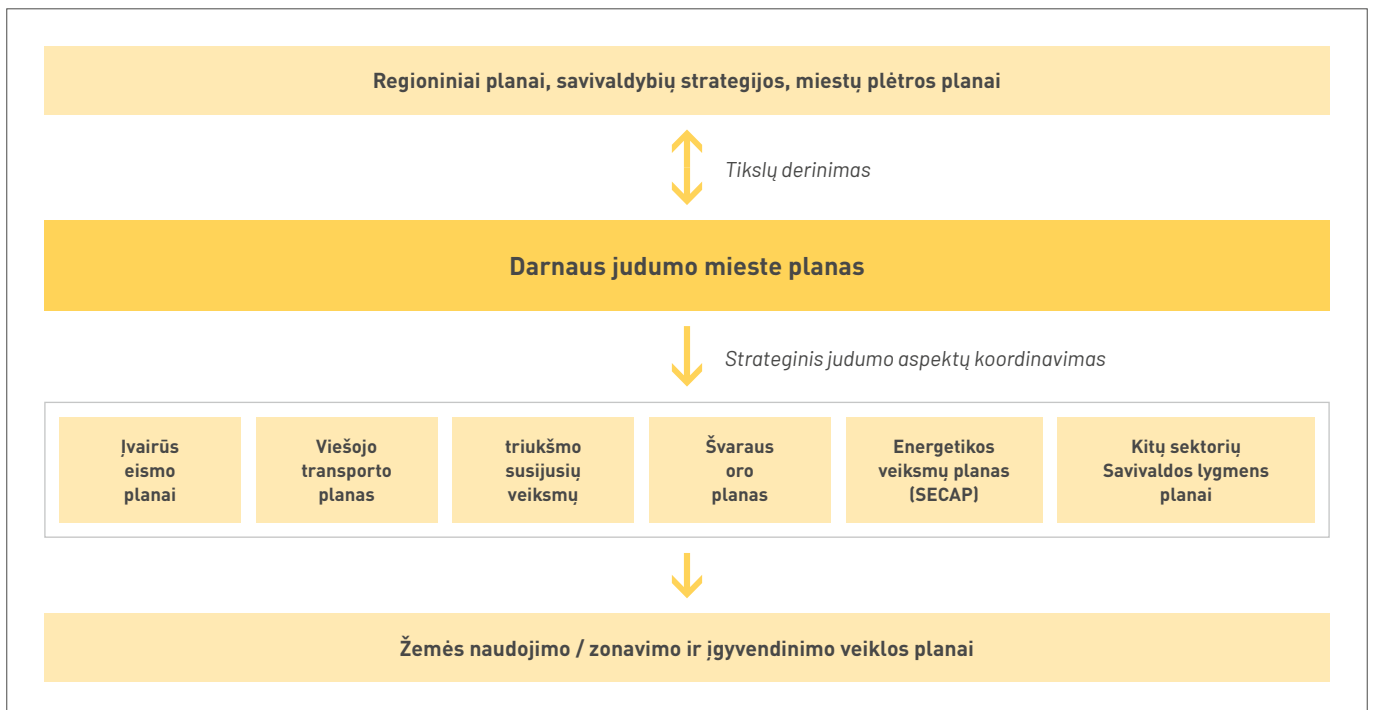 Regioniniai planai, savivaldybių strategijos, miestų plėtros planai
Tikslų derinimas
Darnaus judumo mieste planas
Strateginis judumo aspektų koordinavimas
Įvairūs
eismo
planai
Viešojo
transporto
planas
triukšmo
susijusių
veiksmų
Švaraus
oro
planas
Energetikos
veiksmų planas
(SECAP)
Kitų sektorių
Savivaldos lygmens
planai
Žemės naudojimo / zonavimo ir įgyvendinimo veiklos planai